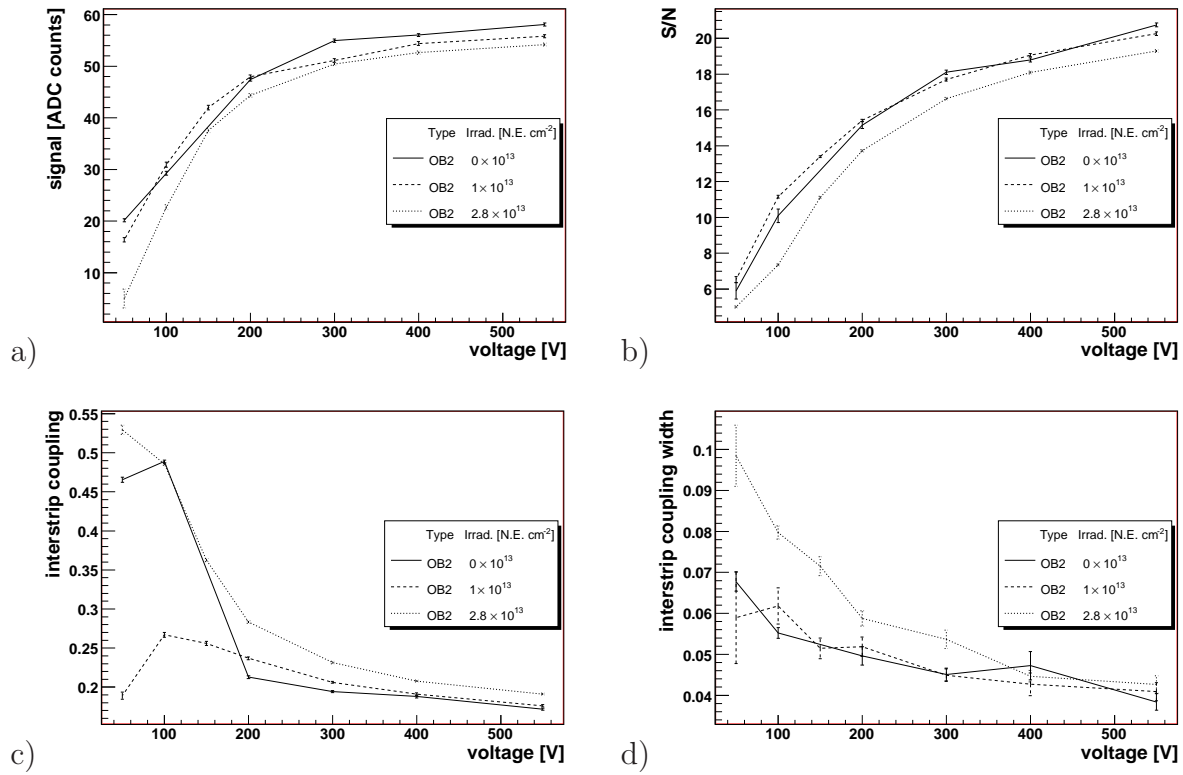 signal [ADC counts]
60
50
40
30
20
10
100 200 300 400 500
voltage [V]
Type Irrad. [N.E. cm⁻²]
OB2 0 × 10¹³
OB2 1 × 10¹³
OB2 2.8 × 10¹³
a)
S/N
20
18
16
14
12
10
8
6
100 200 300 400 500
voltage [V]
Type Irrad. [N.E. cm⁻²]
OB2 0 × 10¹³
OB2 1 × 10¹³
OB2 2.8 × 10¹³
b)
interstrip coupling
0.55
0.5
0.45
0.4
0.35
0.3
0.25
0.2
100 200 300 400 500
voltage [V]
Type Irrad. [N.E. cm⁻²]
OB2 0 × 10¹³
OB2 1 × 10¹³
OB2 2.8 × 10¹³
c)
interstrip coupling width
0.1
0.09
0.08
0.07
0.06
0.05
0.04
100 200 300 400 500
voltage [V]
Type Irrad. [N.E. cm⁻²]
OB2 0 × 10¹³
OB2 1 × 10¹³
OB2 2.8 × 10¹³
d)